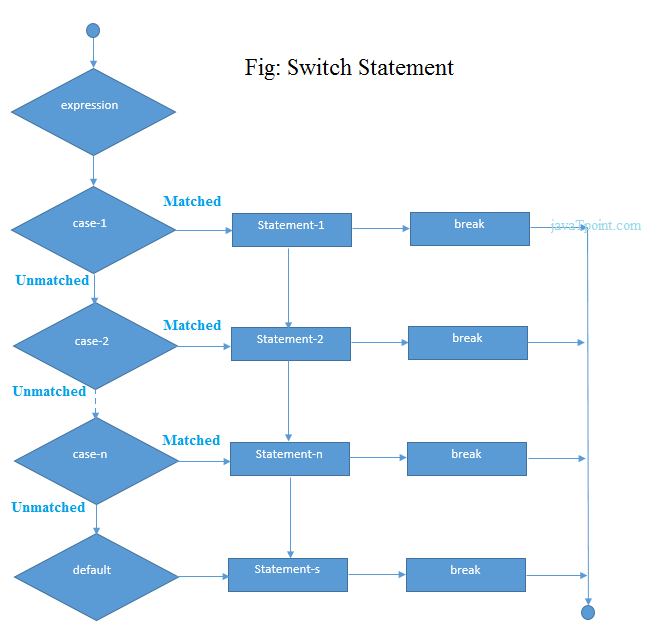 Fig: Switch Statement
expression
Matched
case-1
Statement-1
break
javaTpoint.com
Unmatched
Matched
case-2
Statement-2
break
Unmatched
Matched
case-n
Statement-n
break
Unmatched
default
Statement-s
break